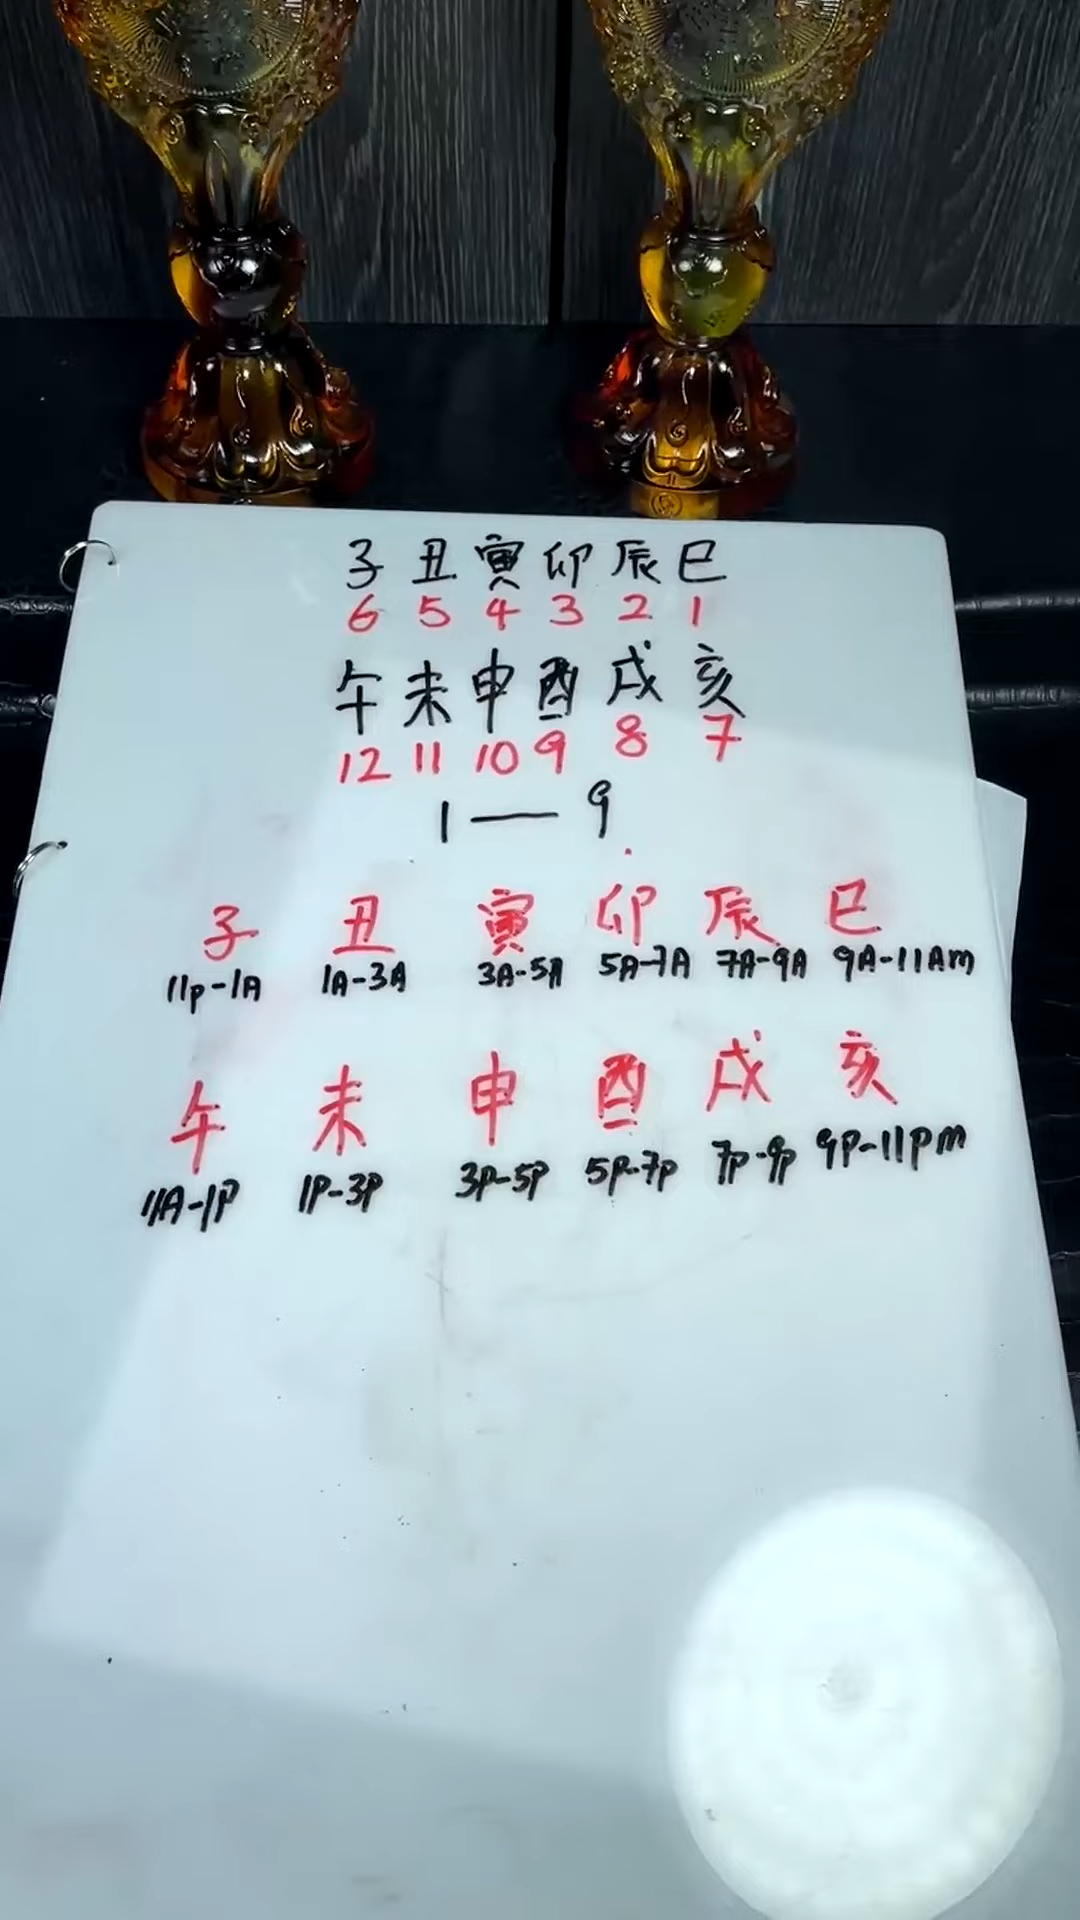 子 丑 寅 卯 辰 巳
6 5 4 3 2 1
午 未 申 酉 戌 亥
12 11 10 9 8 7
1 — 9
子 丑 寅 卯 辰 巳
11p-1A 1A-3A 3A-5A 5A-7A 7A-9A 9A-11Am
午 未 申 酉 戌 亥
11A-1P 1P-3P 3P-5P 5P-7P 7P-9P 9P-11Pm